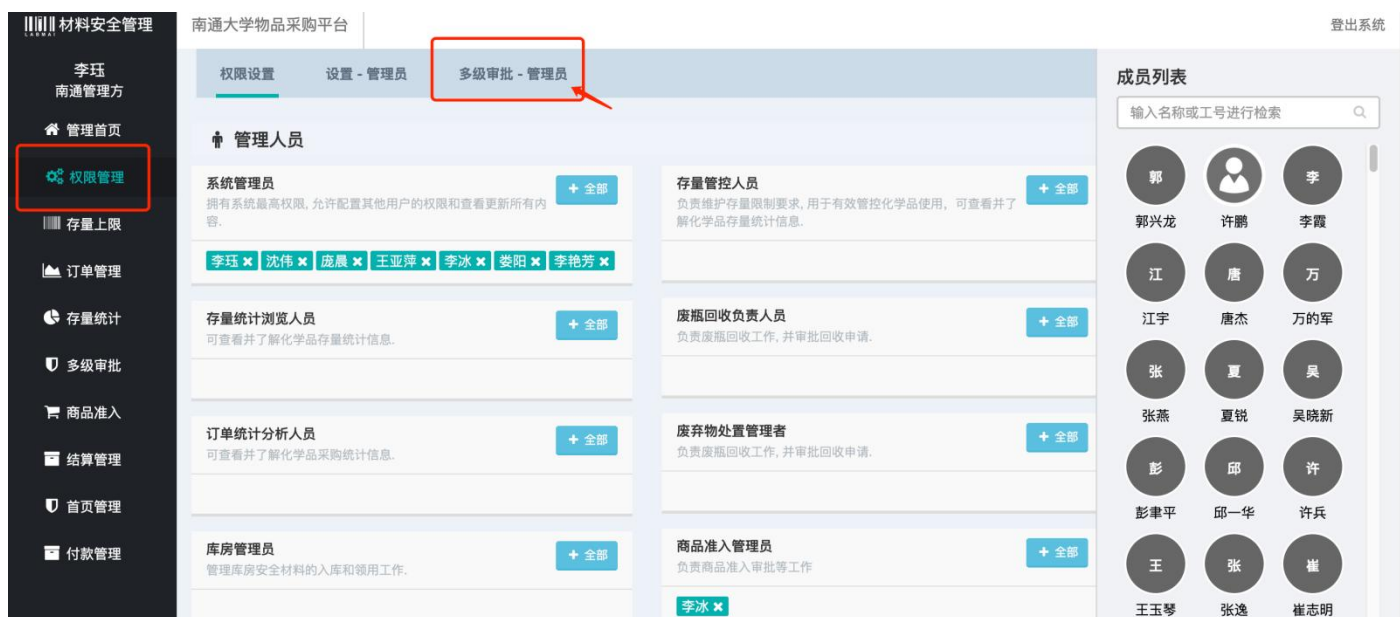 材料安全管理
LABMAI
南通大学物品采购平台
登出系统
李珏
南通管理方
管理首页
权限管理
存量上限
订单管理
存量统计
多级审批
商品准入
结算管理
首页管理
付款管理
权限设置
设置 - 管理员
多级审批 - 管理员
管理人员
系统管理员
+ 全部
拥有系统最高权限, 允许配置其他用户的权限和查看更新所有内
容.
李珏 × 沈伟 × 庞晨 × 王亚萍 × 李冰 × 娄阳 × 李艳芳 ×
存量管控人员
+ 全部
负责维护存量限制要求, 用于有效管控化学品使用，可查看并了
解化学品存量统计信息.
存量统计浏览人员
+ 全部
可查看并了解化学品存量统计信息.
废瓶回收负责人员
+ 全部
负责废瓶回收工作, 并审批回收申请.
订单统计分析人员
+ 全部
可查看并了解化学品采购统计信息.
废弃物处置管理者
+ 全部
负责废瓶回收工作, 并审批回收申请.
库房管理员
+ 全部
管理库房安全材料的入库和领用工作.
商品准入管理员
+ 全部
负责商品准入审批等工作
李冰 ×
成员列表
输入名称或工号进行检索
郭 李
郭兴龙 许鹏 李霞
江 唐 万
江宇 唐杰 万的军
张 夏 吴
张燕 夏锐 吴晓新
彭 邱 许
彭聿平 邱一华 许兵
王 张 崔
王玉琴 张逸 崔志明